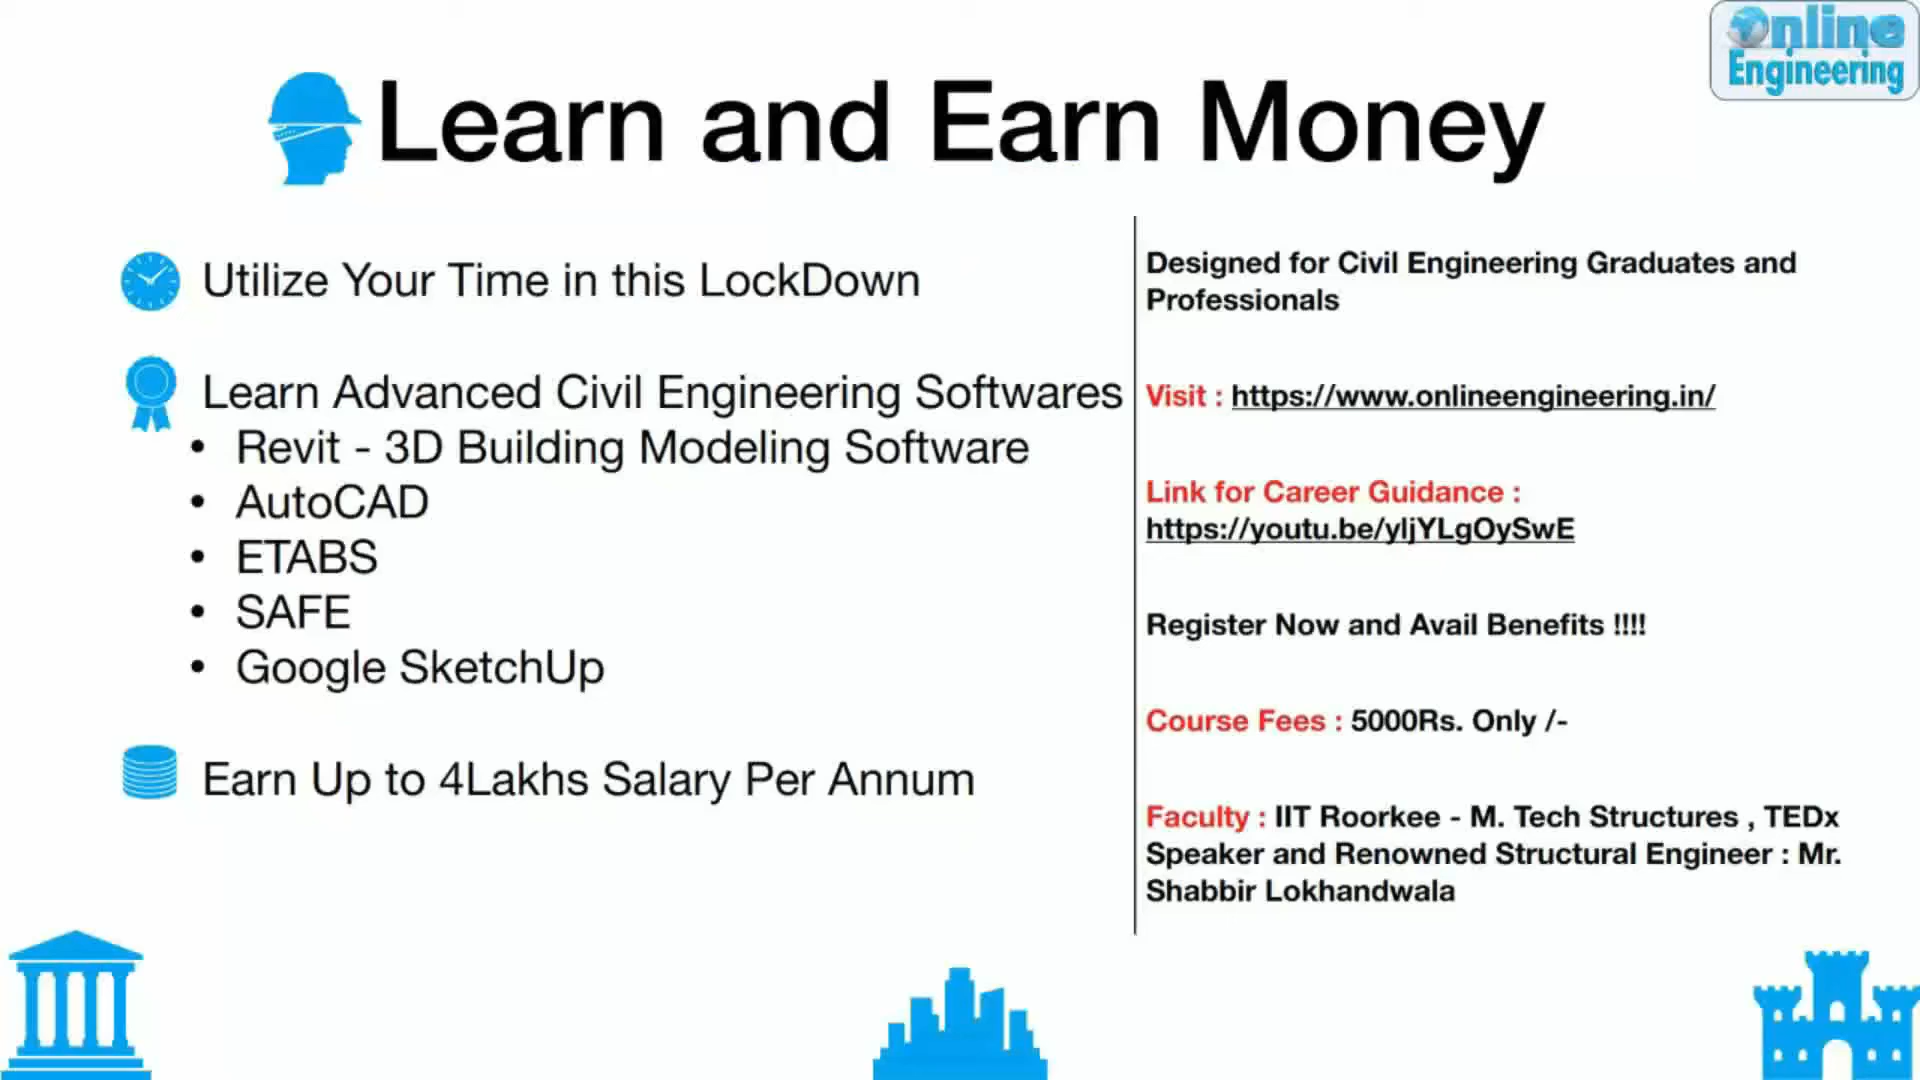 Online
Engineering
Learn and Earn Money
Utilize Your Time in this LockDown
Learn Advanced Civil Engineering Softwares
• Revit - 3D Building Modeling Software
• AutoCAD
• ETABS
• SAFE
• Google SketchUp
Earn Up to 4Lakhs Salary Per Annum
Designed for Civil Engineering Graduates and
Professionals
Visit : https://www.onlineengineering.in/
Link for Career Guidance :
https://youtu.be/yljYLgOySwE
Register Now and Avail Benefits !!!!
Course Fees : 5000Rs. Only /-
Faculty : IIT Roorkee - M. Tech Structures , TEDx
Speaker and Renowned Structural Engineer : Mr.
Shabbir Lokhandwala